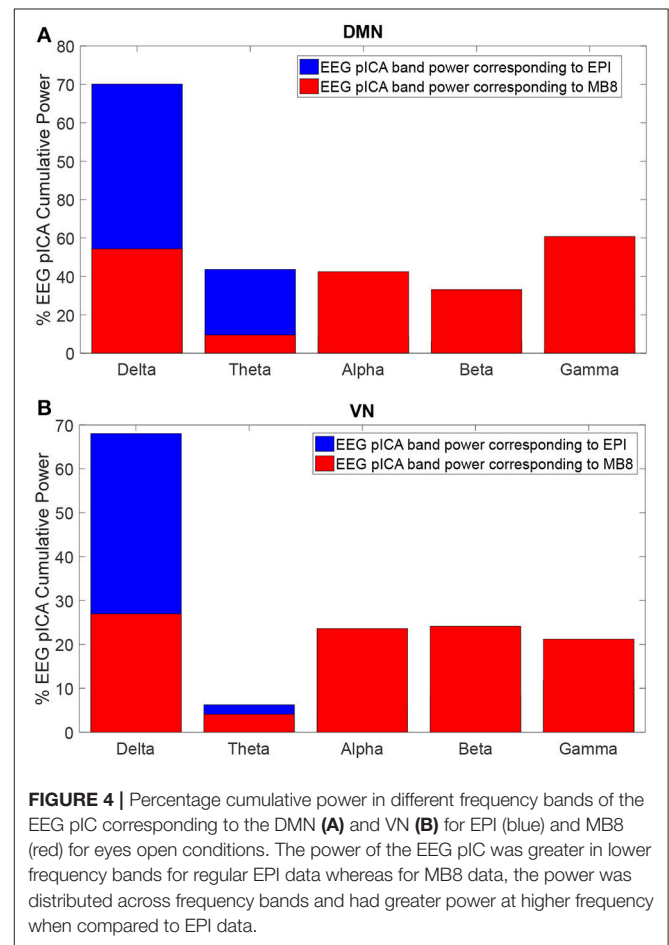 A
DMN
EEG pICA band power corresponding to EPI
EEG pICA band power corresponding to MB8
% EEG pICA Cumulative Power
80
70
60
50
60
40
20
0
Delta Theta Alpha Beta Gamma
B
VN
EEG pICA band power corresponding to EPI
EEG pICA band power corresponding to MB8
% EEG pICA Cumulative Power
70
60
50
40
30
20
10
0
Delta Theta Alpha Beta Gamma
FIGURE 4 | Percentage cumulative power in different frequency bands of the
EEG pIC corresponding to the DMN (A) and VN (B) for EPI (blue) and MB8
(red) for eyes open conditions. The power of the EEG pIC was greater in lower
frequency bands for regular EPI data whereas for MB8 data, the power was
distributed across frequency bands and had greater power at higher frequency
when compared to EPI data.